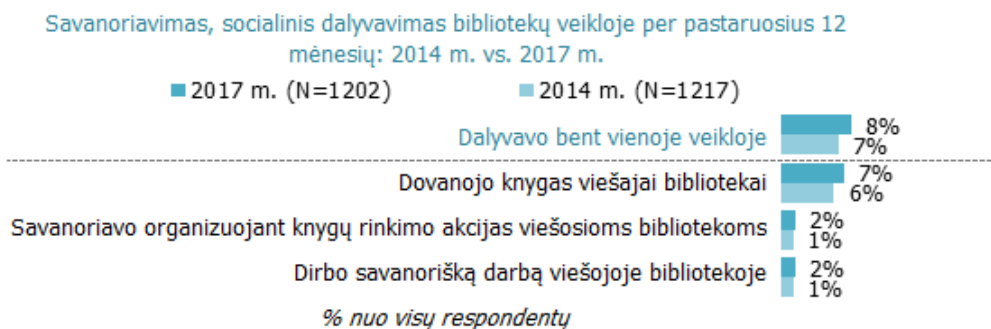 Savanoriavimas, socialinis dalyvavimas bibliotekų veikloje per pastaruosius 12
mėnesių: 2014 m. vs. 2017 m.
2017 m. (N=1202) 2014 m. (N=1217)
Dalyvavo bent vienoje veikloje 8%
7%
Dovanojo knygas viešajai bibliotekai 7%
6%
Savanoriavo organizuojant knygų rinkimo akcijas viešosioms bibliotekoms 2%
1%
Dirbo savanorišką darbą viešojoje bibliotekoje 2%
1%
% nuo visų respondentų